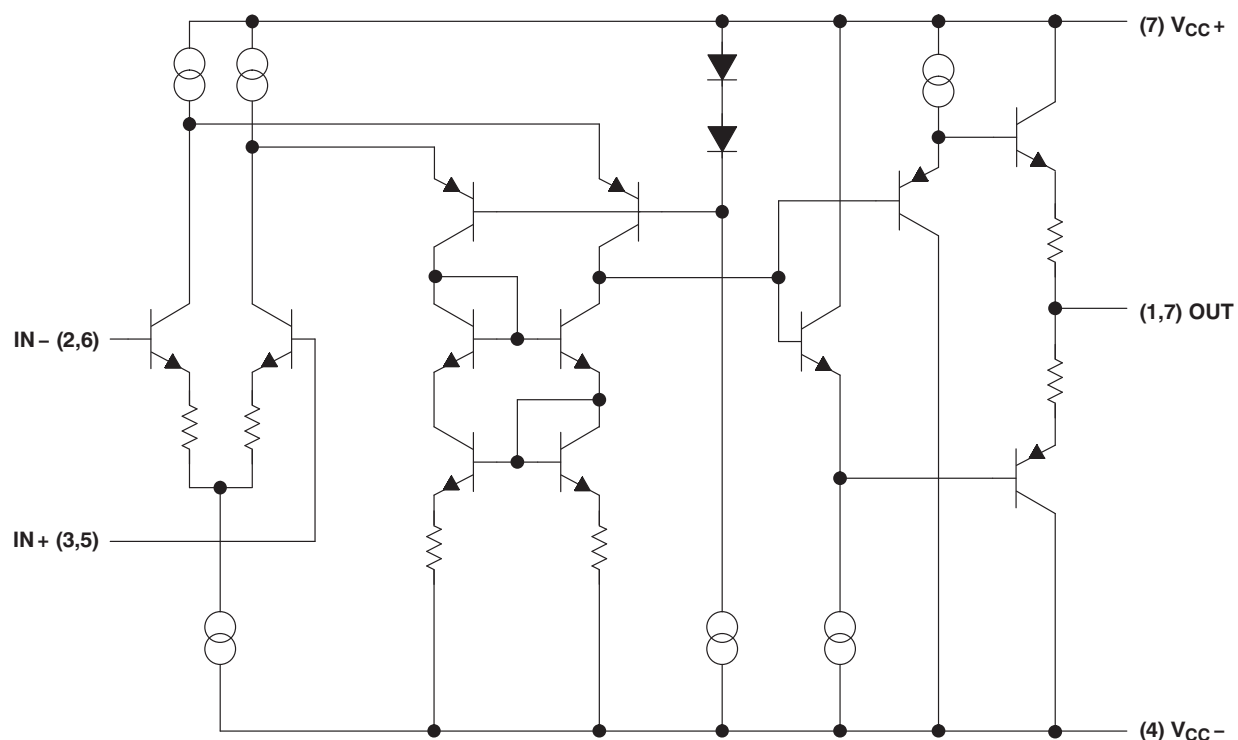 (7) VCC+
IN – (2,6)
(1,7) OUT
IN + (3,5)
(4) VCC–